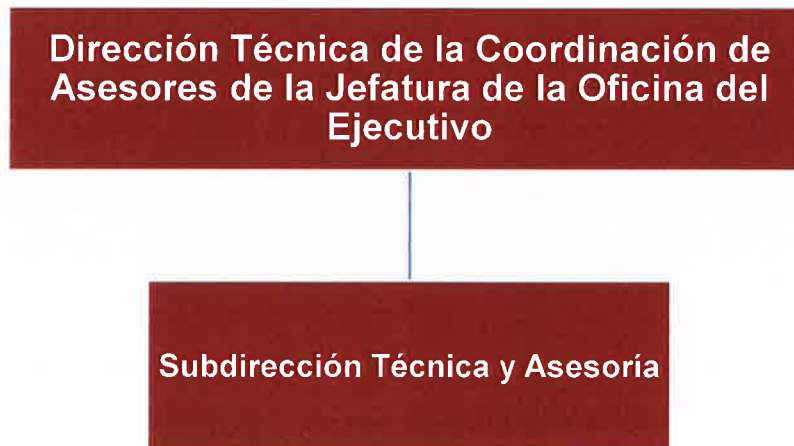 Dirección Técnica de la Coordinación de
Asesores de la Jefatura de la Oficina del
Ejecutivo
Subdirección Técnica y Asesoría